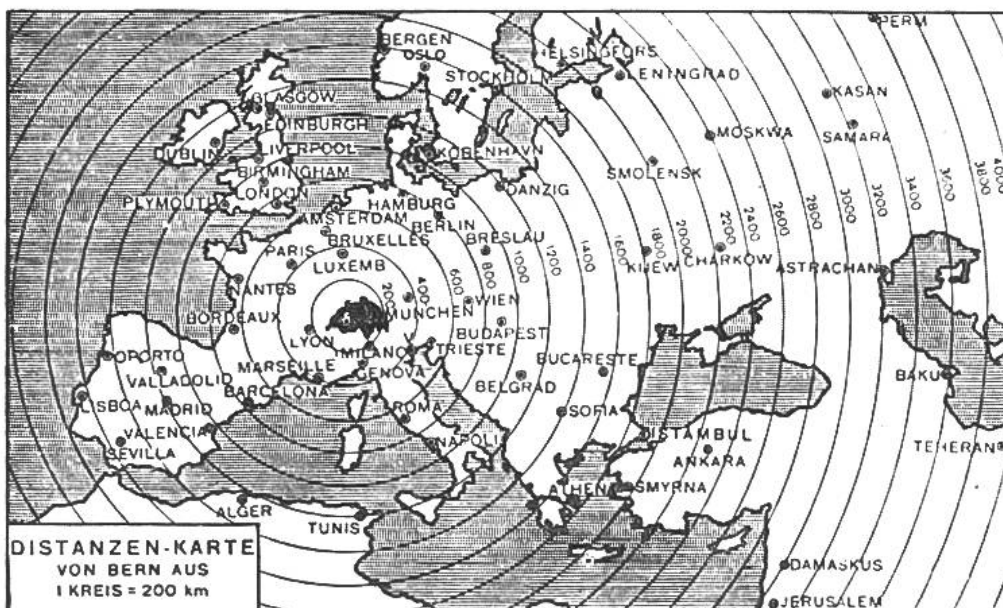 PERM
BERGEN
OSLO
HELSINGFORS
STOCKHOLM
LENINGRAD
KASAN
GLASGOW
EDINBURGH
MOSKWA
SAMARA
DUBLIN
LIVERPOOL
KÖBENHAVN
BIRMINGHAM
SMOLENSK
LONDON
DANZIG
PLYMOUTH
HAMBURG
AMSTERDAM
BERLIN
BRUXELLES
BRESLAU
PARIS
LUXEMB
KIJEW
CHARKOW
ASTRACHAN
200
400
600
800
1000
1200
1400
1600
1800
2000
2200
2400
2600
2800
3000
3200
3400
3600
3800
4000
NANTES
WIEN
MÜNCHEN
BORDEAUX
BUDAPEST
LYON
MILANO
TRIESTE
OPORTO
GENOVA
BUCARESTE
MARSEILLE
VALLADOLID
BELGRAD
BAKU
BARCELONA
LISBOA
MADRID
ROMA
SOFIA
VALENCIA
NAPOLI
ISTAMBUL
SEVILLA
ANKARA
TEHERAN
ATHEN
SMYRNA
ALGER
TUNIS
DAMASKUS
JERUSALEM
DISTANZEN-KARTE
VON BERN AUS
1 KREIS = 200 km